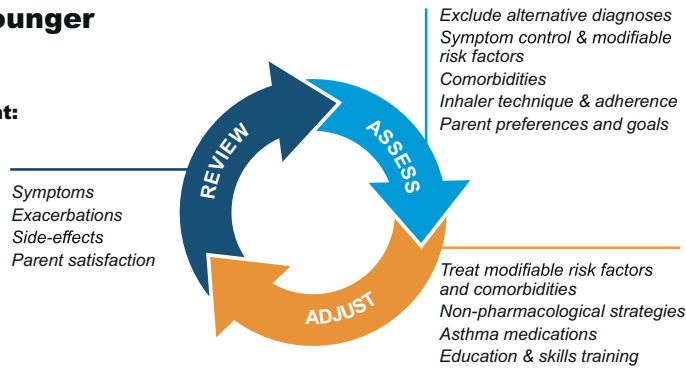 Exclude alternative diagnoses
Symptom control & modifiable
risk factors
Comorbidities
Inhaler technique & adherence
Parent preferences and goals
REVIEW
ASSESS
Symptoms
Exacerbations
Side-effects
Parent satisfaction
ADJUST
Treat modifiable risk factors
and comorbidities
Non-pharmacological strategies
Asthma medications
Education & skills training